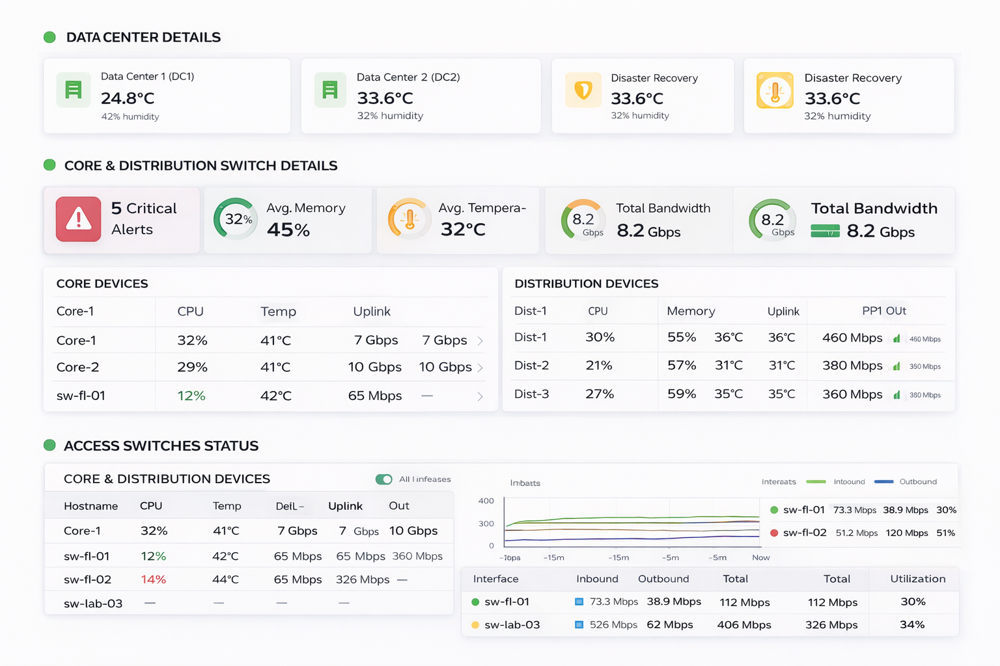 DATA CENTER DETAILS
Data Center 1 (DC1)
24.8°C
42% humidity
Data Center 2 (DC2)
33.6°C
32% humidity
Disaster Recovery
33.6°C
32% humidity
Disaster Recovery
33.6°C
32% humidity
CORE & DISTRIBUTION SWITCH DETAILS
5 Critical
Alerts
32%
Avg. Memory
45%
Avg. Tempera-
32°C
8.2
Gbps
Total Bandwidth
8.2 Gbps
8.2
Gbps
Total Bandwidth
8.2 Gbps
CORE DEVICES
Core-1 CPU Temp Uplink
Core-1 32% 41°C 7 Gbps 7 Gbps
Core-2 29% 41°C 10 Gbps 10 Gbps
sw-fl-01 12% 42°C 65 Mbps —
DISTRIBUTION DEVICES
Dist-1 CPU Memory Uplink PP1 OUt
Dist-1 30% 55% 36°C 36°C 460 Mbps 460 Mbps
Dist-2 21% 57% 31°C 31°C 380 Mbps 350 Mbps
Dist-3 27% 59% 35°C 35°C 360 Mbps 380 Mbps
ACCESS SWITCHES STATUS
CORE & DISTRIBUTION DEVICES All
Hostname CPU Temp Uplink Out
Core-1 32% 41°C 7 Gbps 7 Gbps 10 Gbps
sw-fl-01 12% 42°C 65 Mbps 65 Mbps 360 Mbps
sw-fl-02 14% 44°C 65 Mbps 326 Mbps —
sw-lab-03 — — — —
Inbound Outbound
400
300
0
-15m -15m -5m -5m Now
sw-fl-01 73.3 Mbps 38.9 Mbps 30%
sw-fl-02 51.2 Mbps 120 Mbps 51%
Interface Inbound Outbound Total Total Utilization
sw-fl-01 73.3 Mbps 38.9 Mbps 112 Mbps 112 Mbps 30%
sw-lab-03 526 Mbps 62 Mbps 406 Mbps 326 Mbps 34%